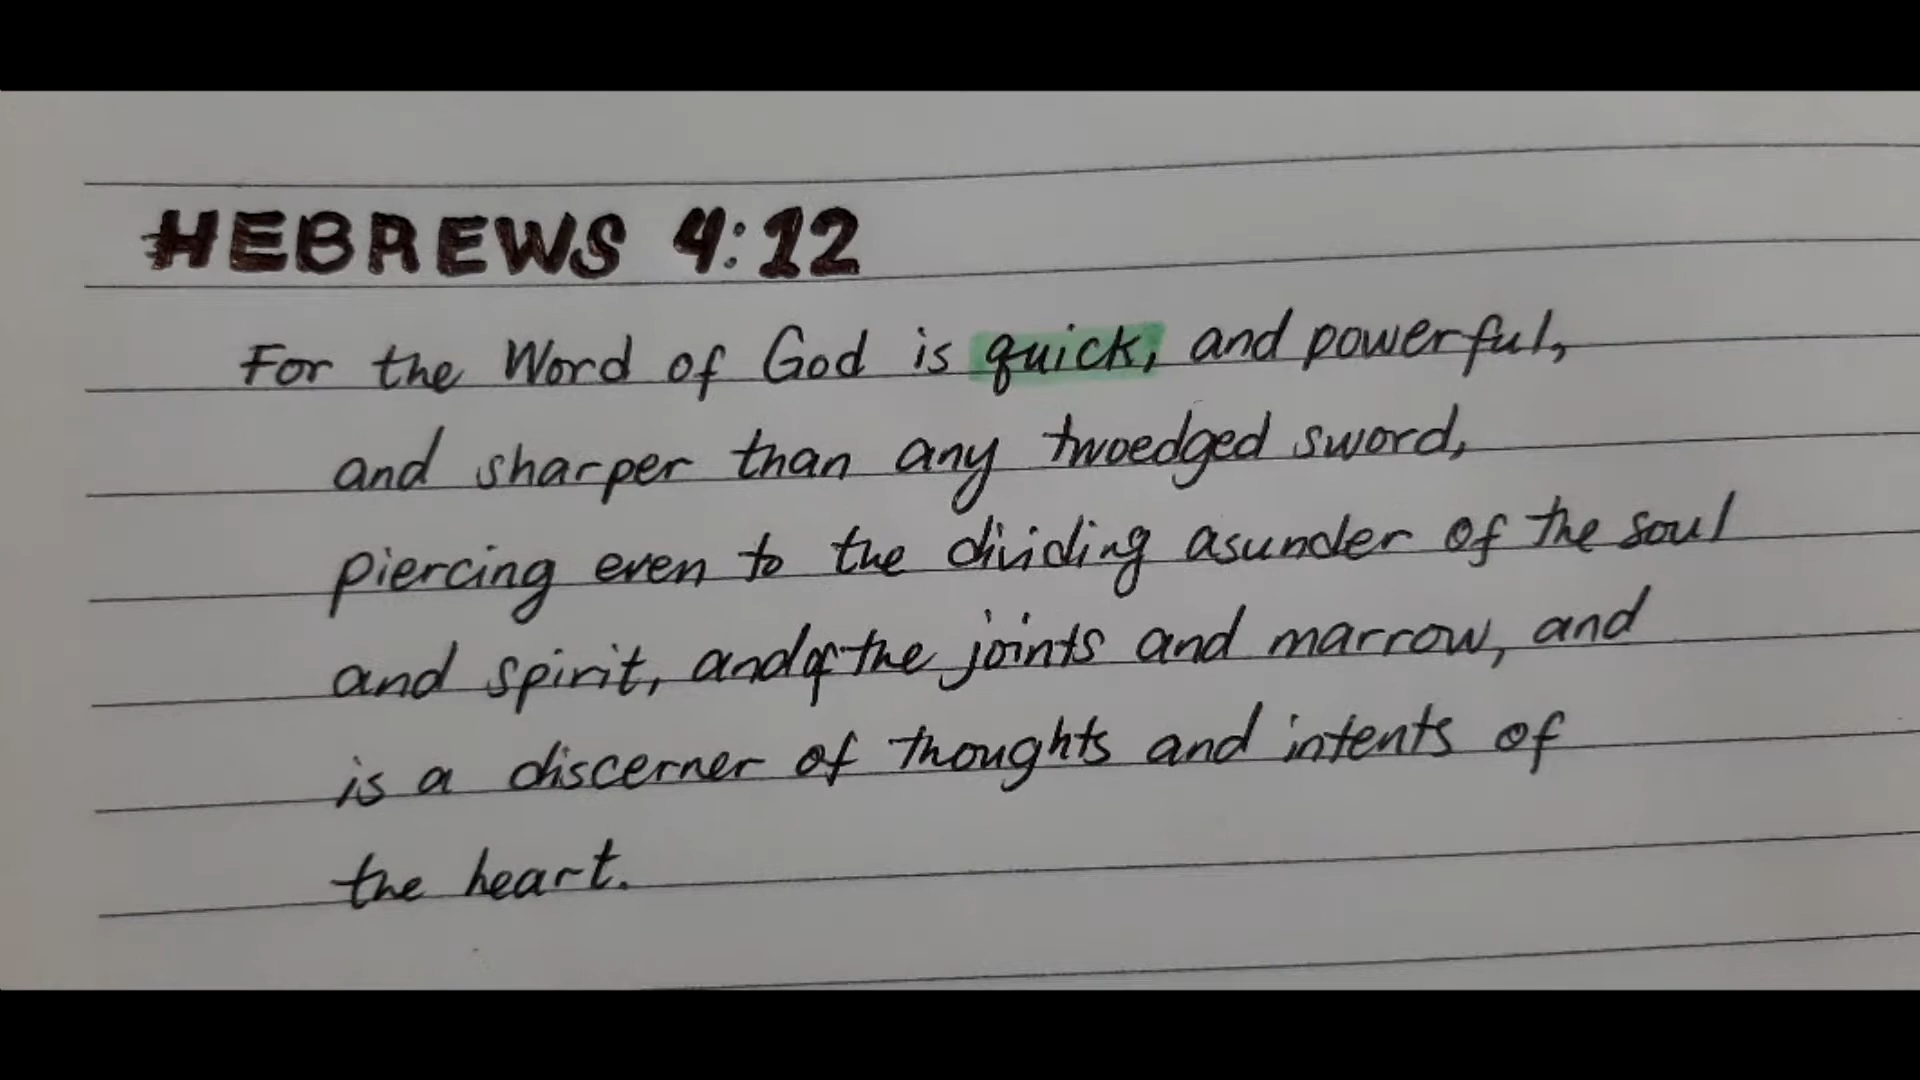 HEBREWS 4:12
For the Word of God is quick, and powerful,
and sharper than any twoedged sword,
piercing even to the dividing asunder of the soul
and spirit, and of the joints and marrow, and
is a discerner of thoughts and intents of
the heart.